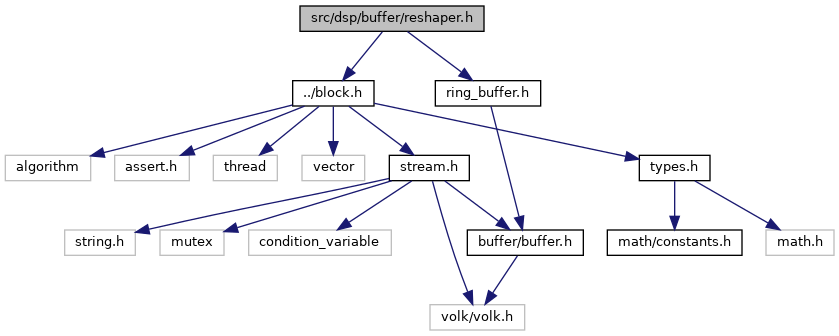 src/dsp/buffer/reshaper.h
../block.h
ring_buffer.h
algorithm
assert.h
thread
vector
stream.h
types.h
string.h
mutex
condition_variable
buffer/buffer.h
math/constants.h
math.h
volk/volk.h